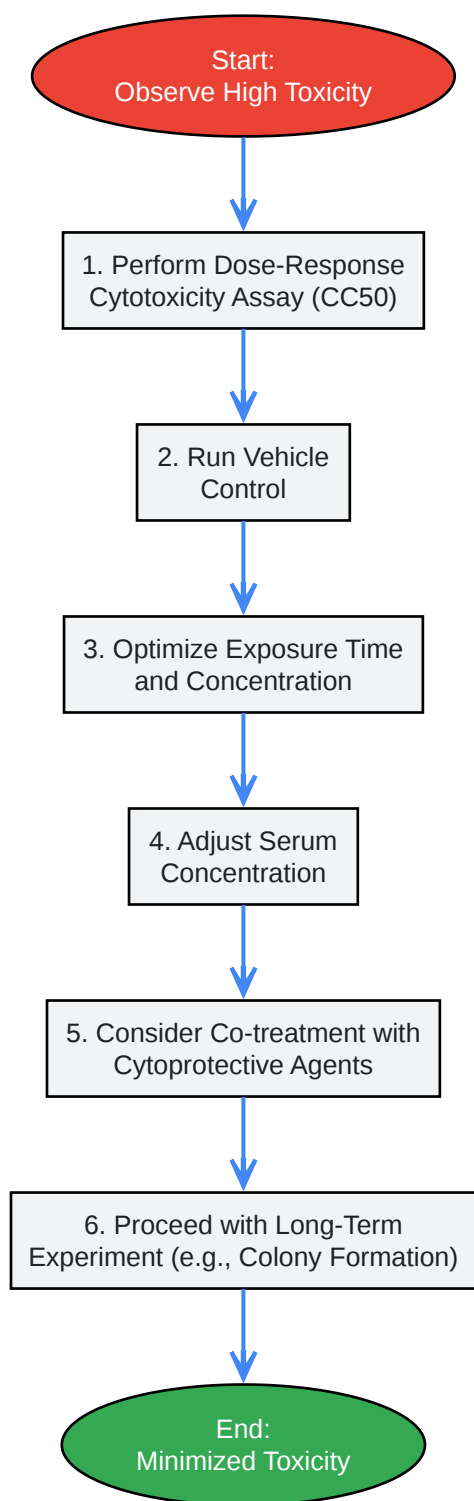 Start:
Observe High Toxicity
1. Perform Dose-Response
Cytotoxicity Assay (CC50)
2. Run Vehicle
Control
3. Optimize Exposure Time
and Concentration
4. Adjust Serum
Concentration
5. Consider Co-treatment with
Cytoprotective Agents
6. Proceed with Long-Term
Experiment (e.g., Colony Formation)
End:
Minimized Toxicity